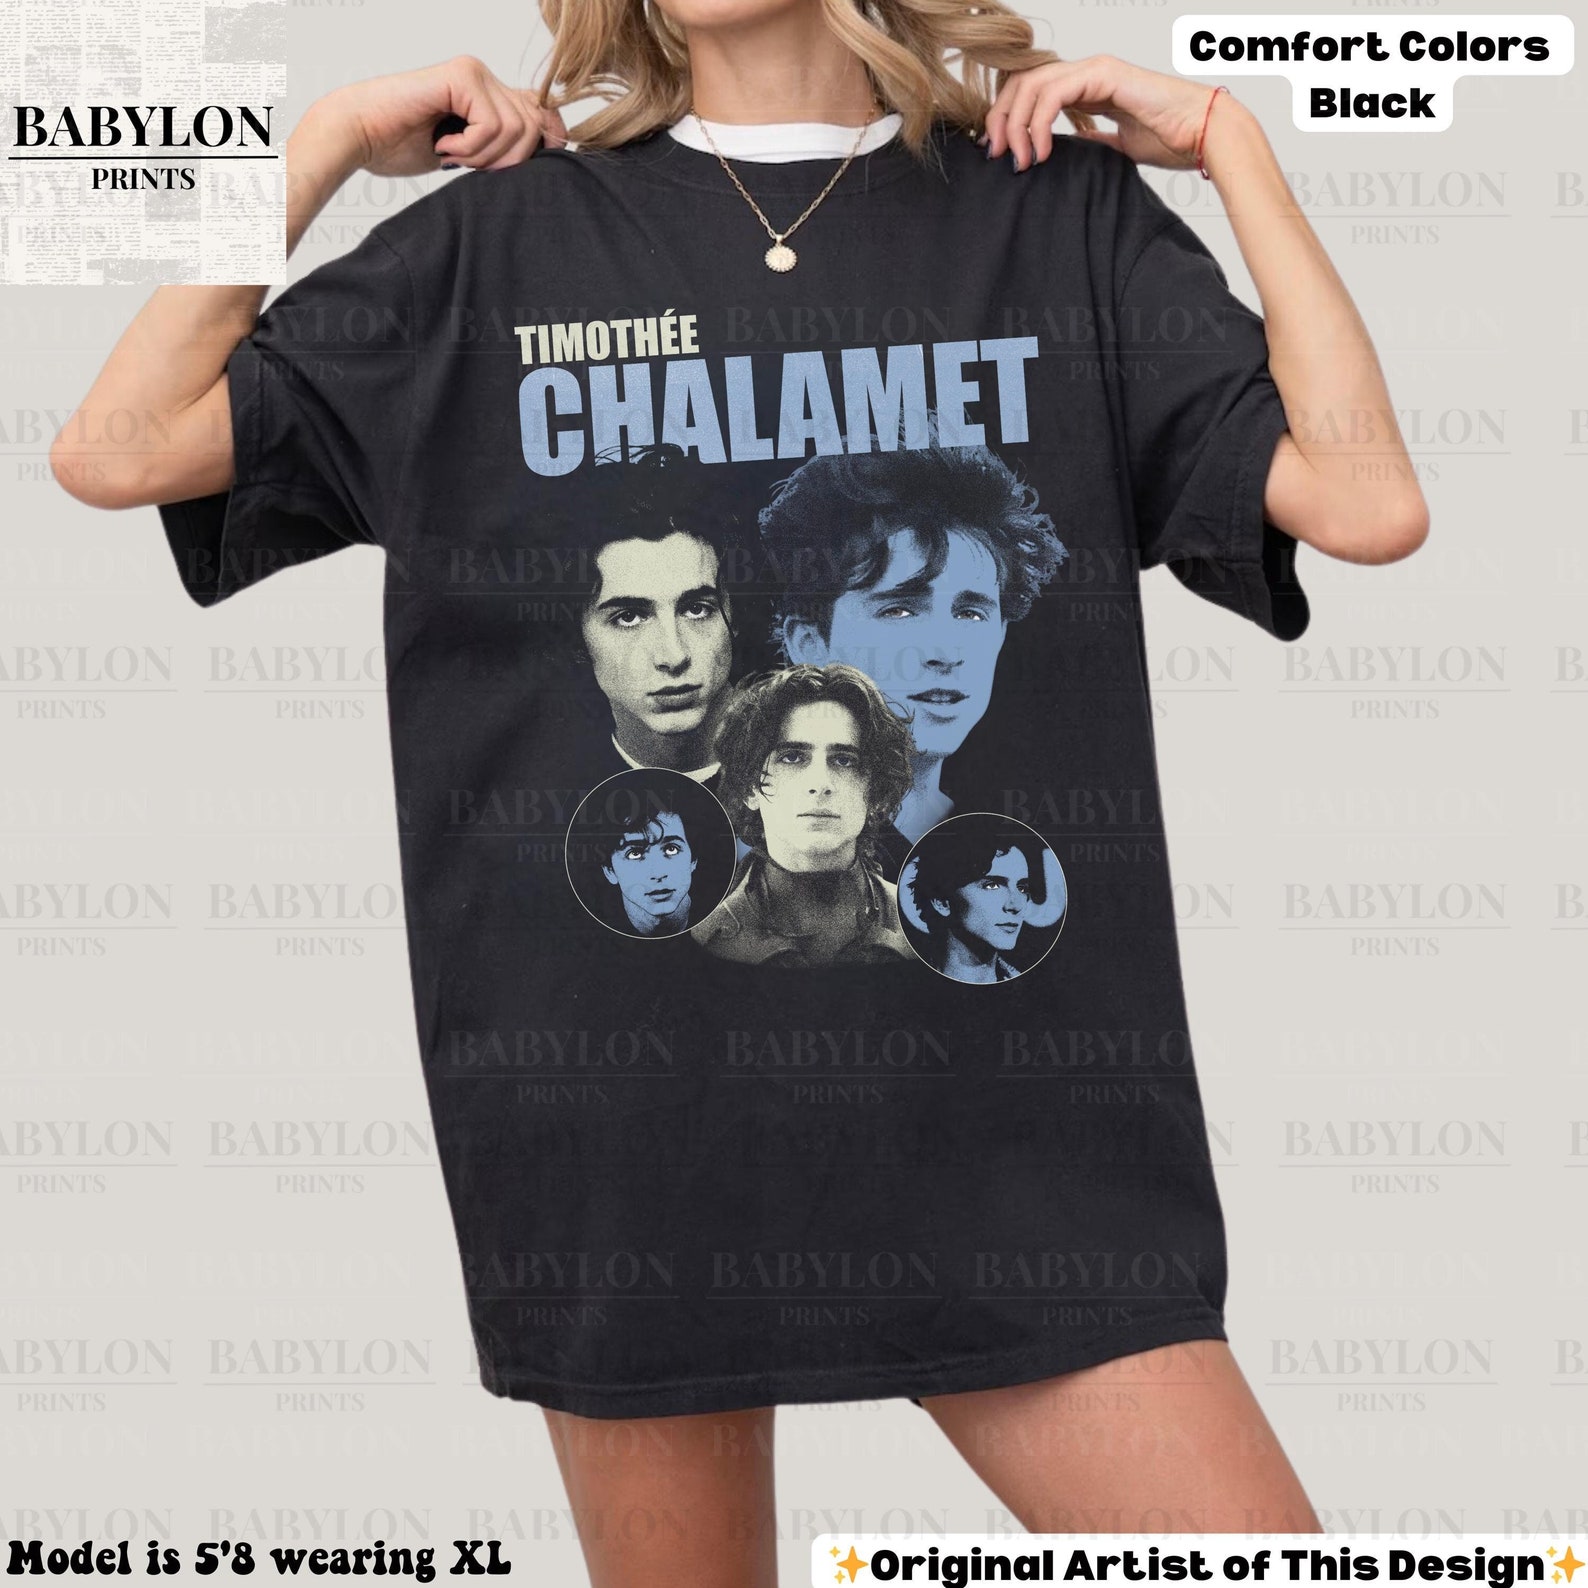 BABYLON
PRINTS
Comfort Colors
Black
TIMOTHÉE
CHALAMET
Model is 5'8 wearing XL
✨Original Artist of This Design✨